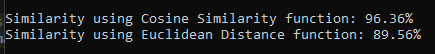 Similarity using Cosine Similarity function: 96.36%
Similarity using Euclidean Distance function: 89.56%